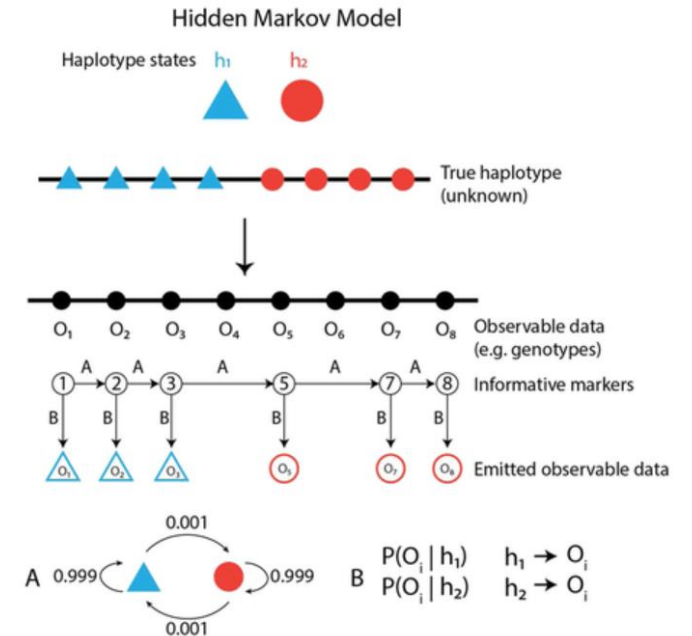 Hidden Markov Model
Haplotype states h₁ h₂
True haplotype
(unknown)
O₁ O₂ O₃ O₄ O₅ O₆ O₇ O₈ Observable data
(e.g. genotypes)
A A A A A
1 2 3 5 7 8 Informative markers
B B B B B B
O₁ O₂ O₃ O₅ O₇ O₈ Emitted observable data
0.001
A 0.999 0.999
0.001
B P(Oᵢ|h₁) h₁ → Oᵢ
P(Oᵢ|h₂) h₂ → Oᵢ